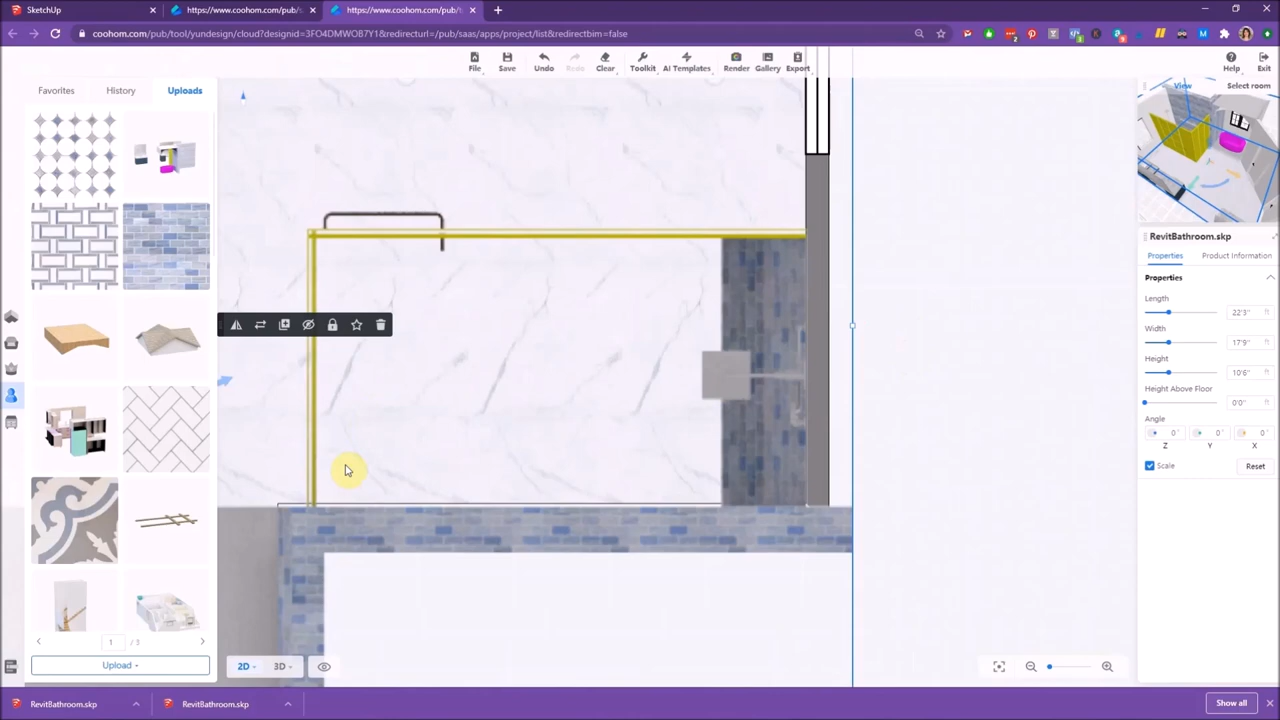 SketchUp
https://www.coohom.com/pub/s
https://www.coohom.com/pub/t
coohom.com/pub/tool/yundesign/cloud?designid=3FO4DMWOB7Y1&redirecturl=/pub/saas/apps/project/list&redirectbim=false
File
Save
Undo
Redo
Clear
Toolkit
AI Templates
Render
Gallery
Export
Help
Exit
Favorites
History
Uploads
View
Select room
RevitBathroom.skp
Properties
Product Information
Properties
Length
22'3" ft
Width
17'9" ft
Height
10'6" ft
Height Above Floor
0'0" ft
Angle
0° 0° 0°
Z Y X
Scale
Reset
1 / 3
Upload
2D
3D
RevitBathroom.skp
RevitBathroom.skp
Show all